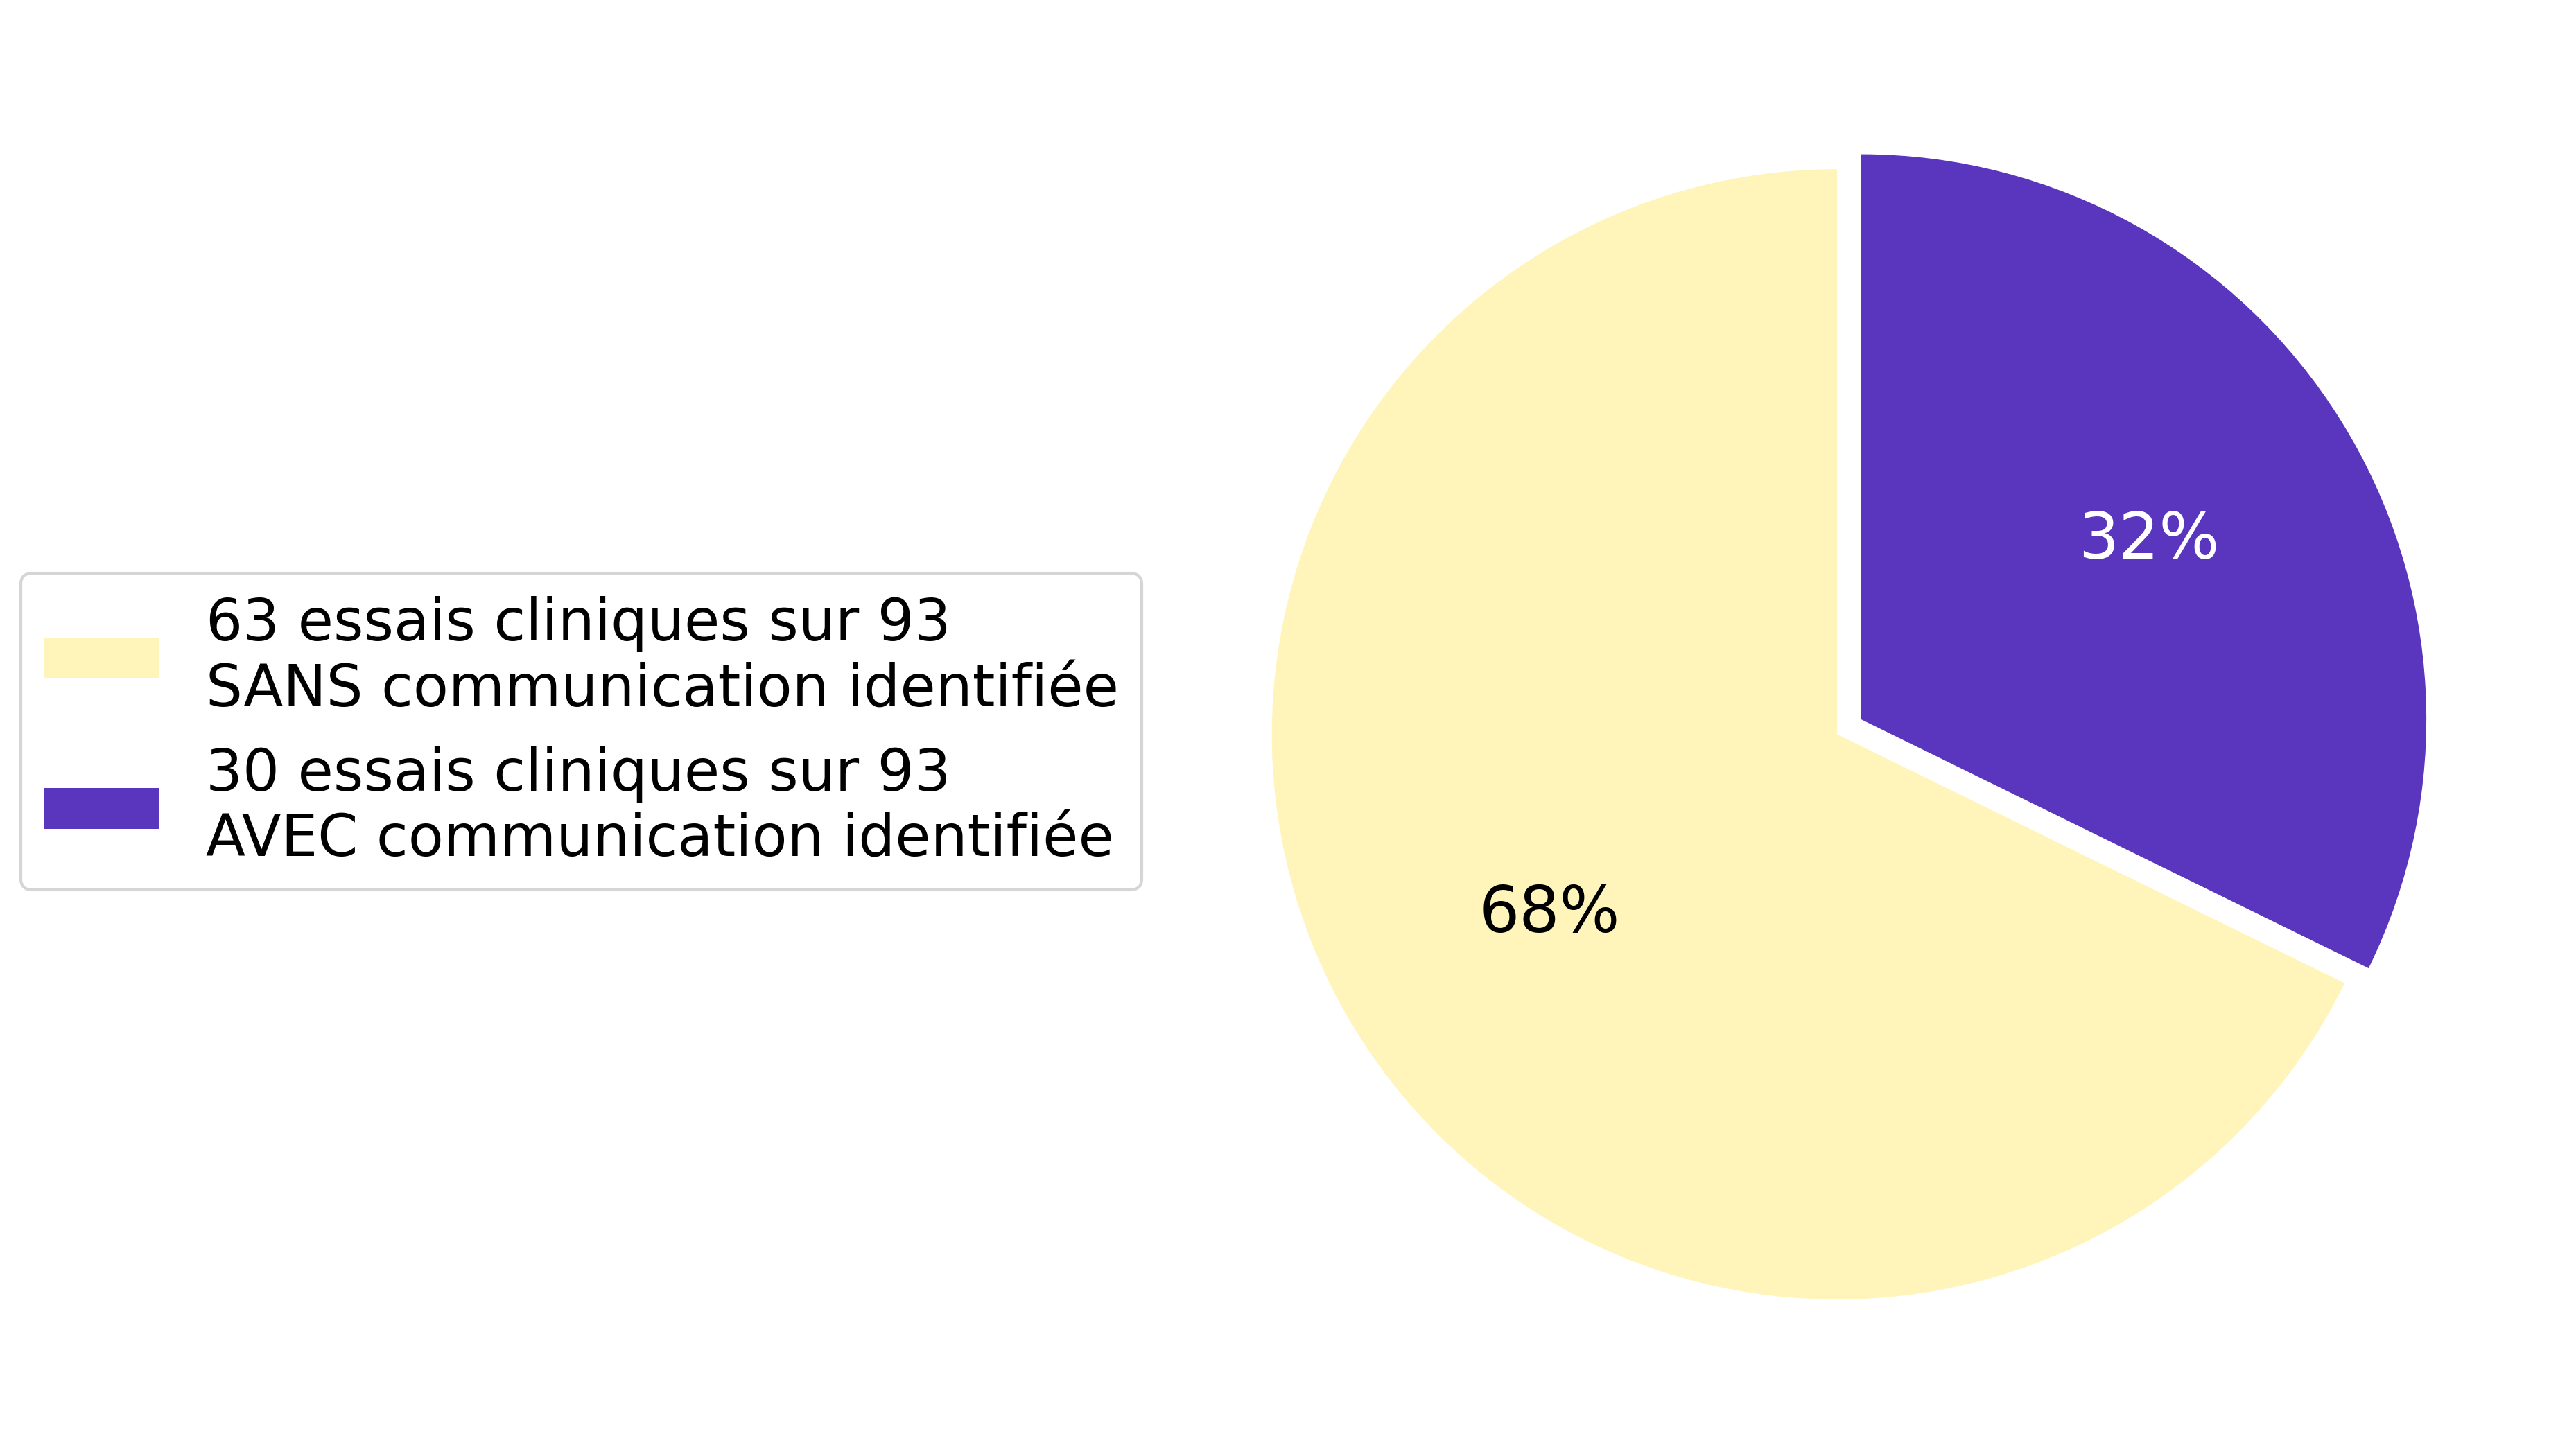 63 essais cliniques sur 93
SANS communication identifiée
30 essais cliniques sur 93
AVEC communication identifiée
32%
68%